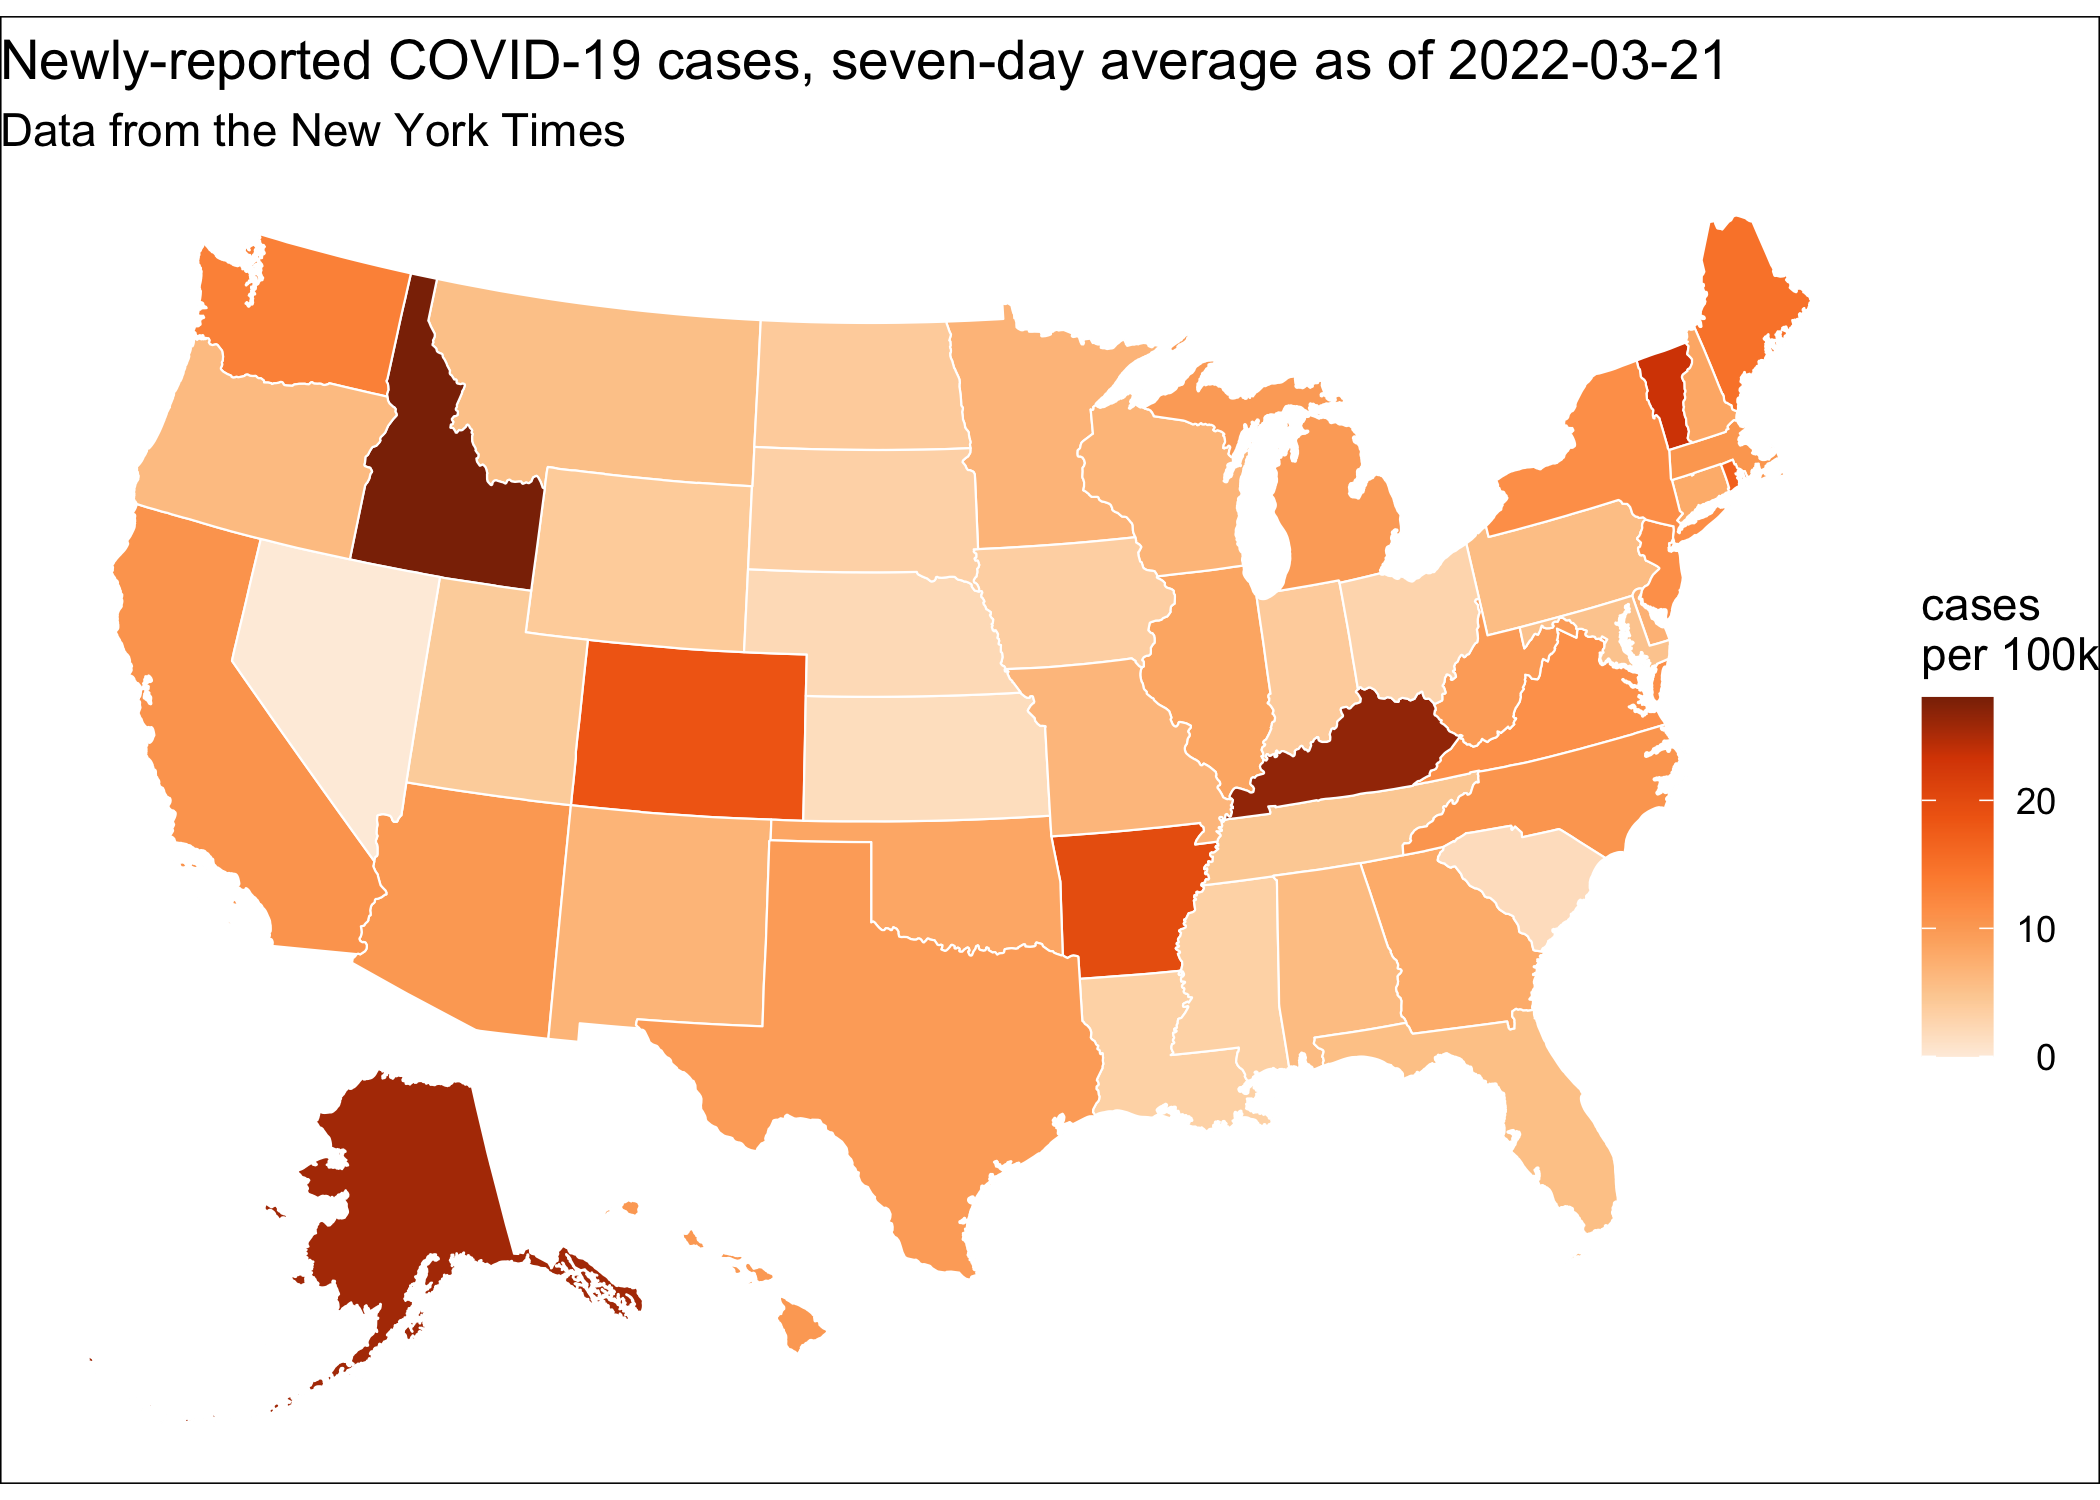 Newly-reported COVID-19 cases, seven-day average as of 2022-03-21
Data from the New York Times
cases
per 100k
20
10
0